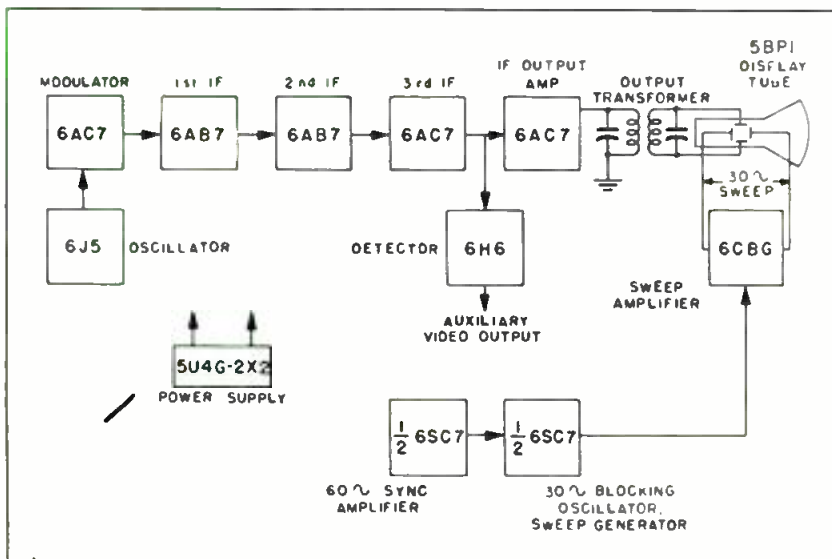 MODULATOR
6AC7
6J5
OSCILLATOR
1st IF
6AB7
2nd IF
6AB7
3rd IF
6AC7
IF OUTPUT
AMP
6AC7
OUTPUT
TRANSFORMER
5BP1
DISPLAY
TUBE
30~
SWEEP
6CBG
SWEEP
AMPLIFIER
DETECTOR
6H6
AUXILIARY
VIDEO OUTPUT
5U4G-2X2
POWER SUPPLY
1/2 6SC7
60~ SYNC
AMPLIFIER
1/2 6SC7
30~ BLOCKING
OSCILLATOR,
SWEEP GENERATOR